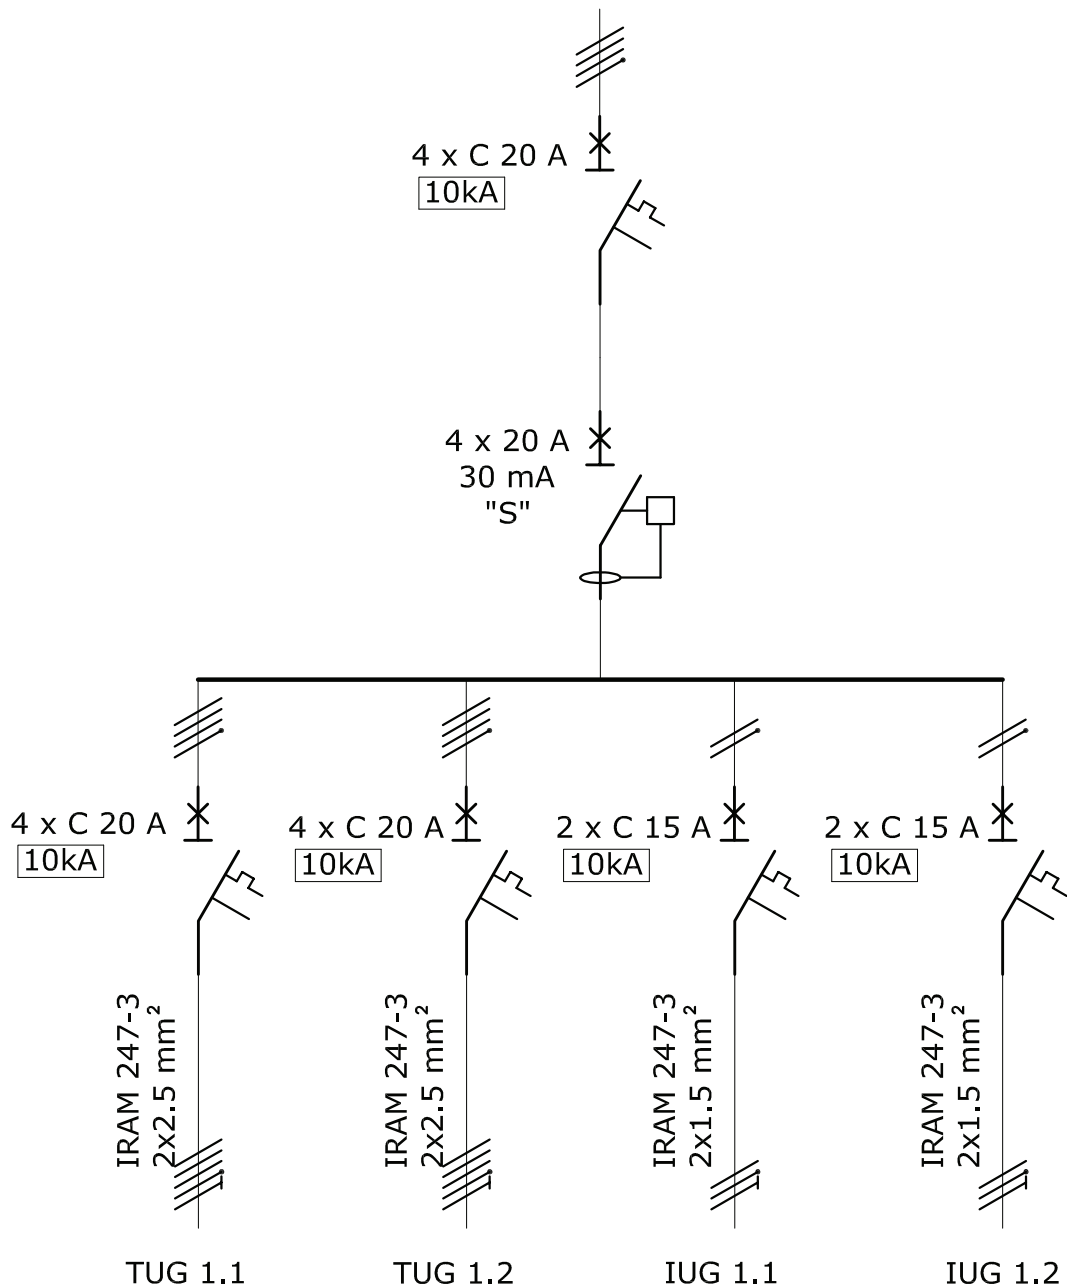 4 x C 20 A
10kA
4 x 20 A
30 mA
"S"
4 x C 20 A
10kA
4 x C 20 A
10kA
2 x C 15 A
10kA
2 x C 15 A
10kA
IRAM 247-3
2x2.5 mm²
IRAM 247-3
2x2.5 mm²
IRAM 247-3
2x1.5 mm²
IRAM 247-3
2x1.5 mm²
TUG 1.1
TUG 1.2
IUG 1.1
IUG 1.2